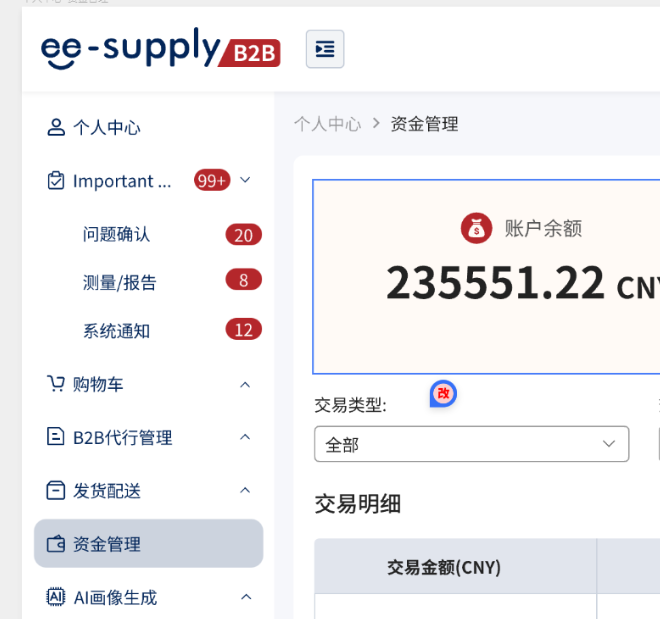 ee-supply B2B
个人中心
个人中心 > 资金管理
Important ... 99+
问题确认 20
测量/报告 8
系统通知 12
购物车
B2B代行管理
发货配送
资金管理
AI画像生成
账户余额
235551.22 CNY
改
交易类型:
全部
交易明细
交易金额(CNY)